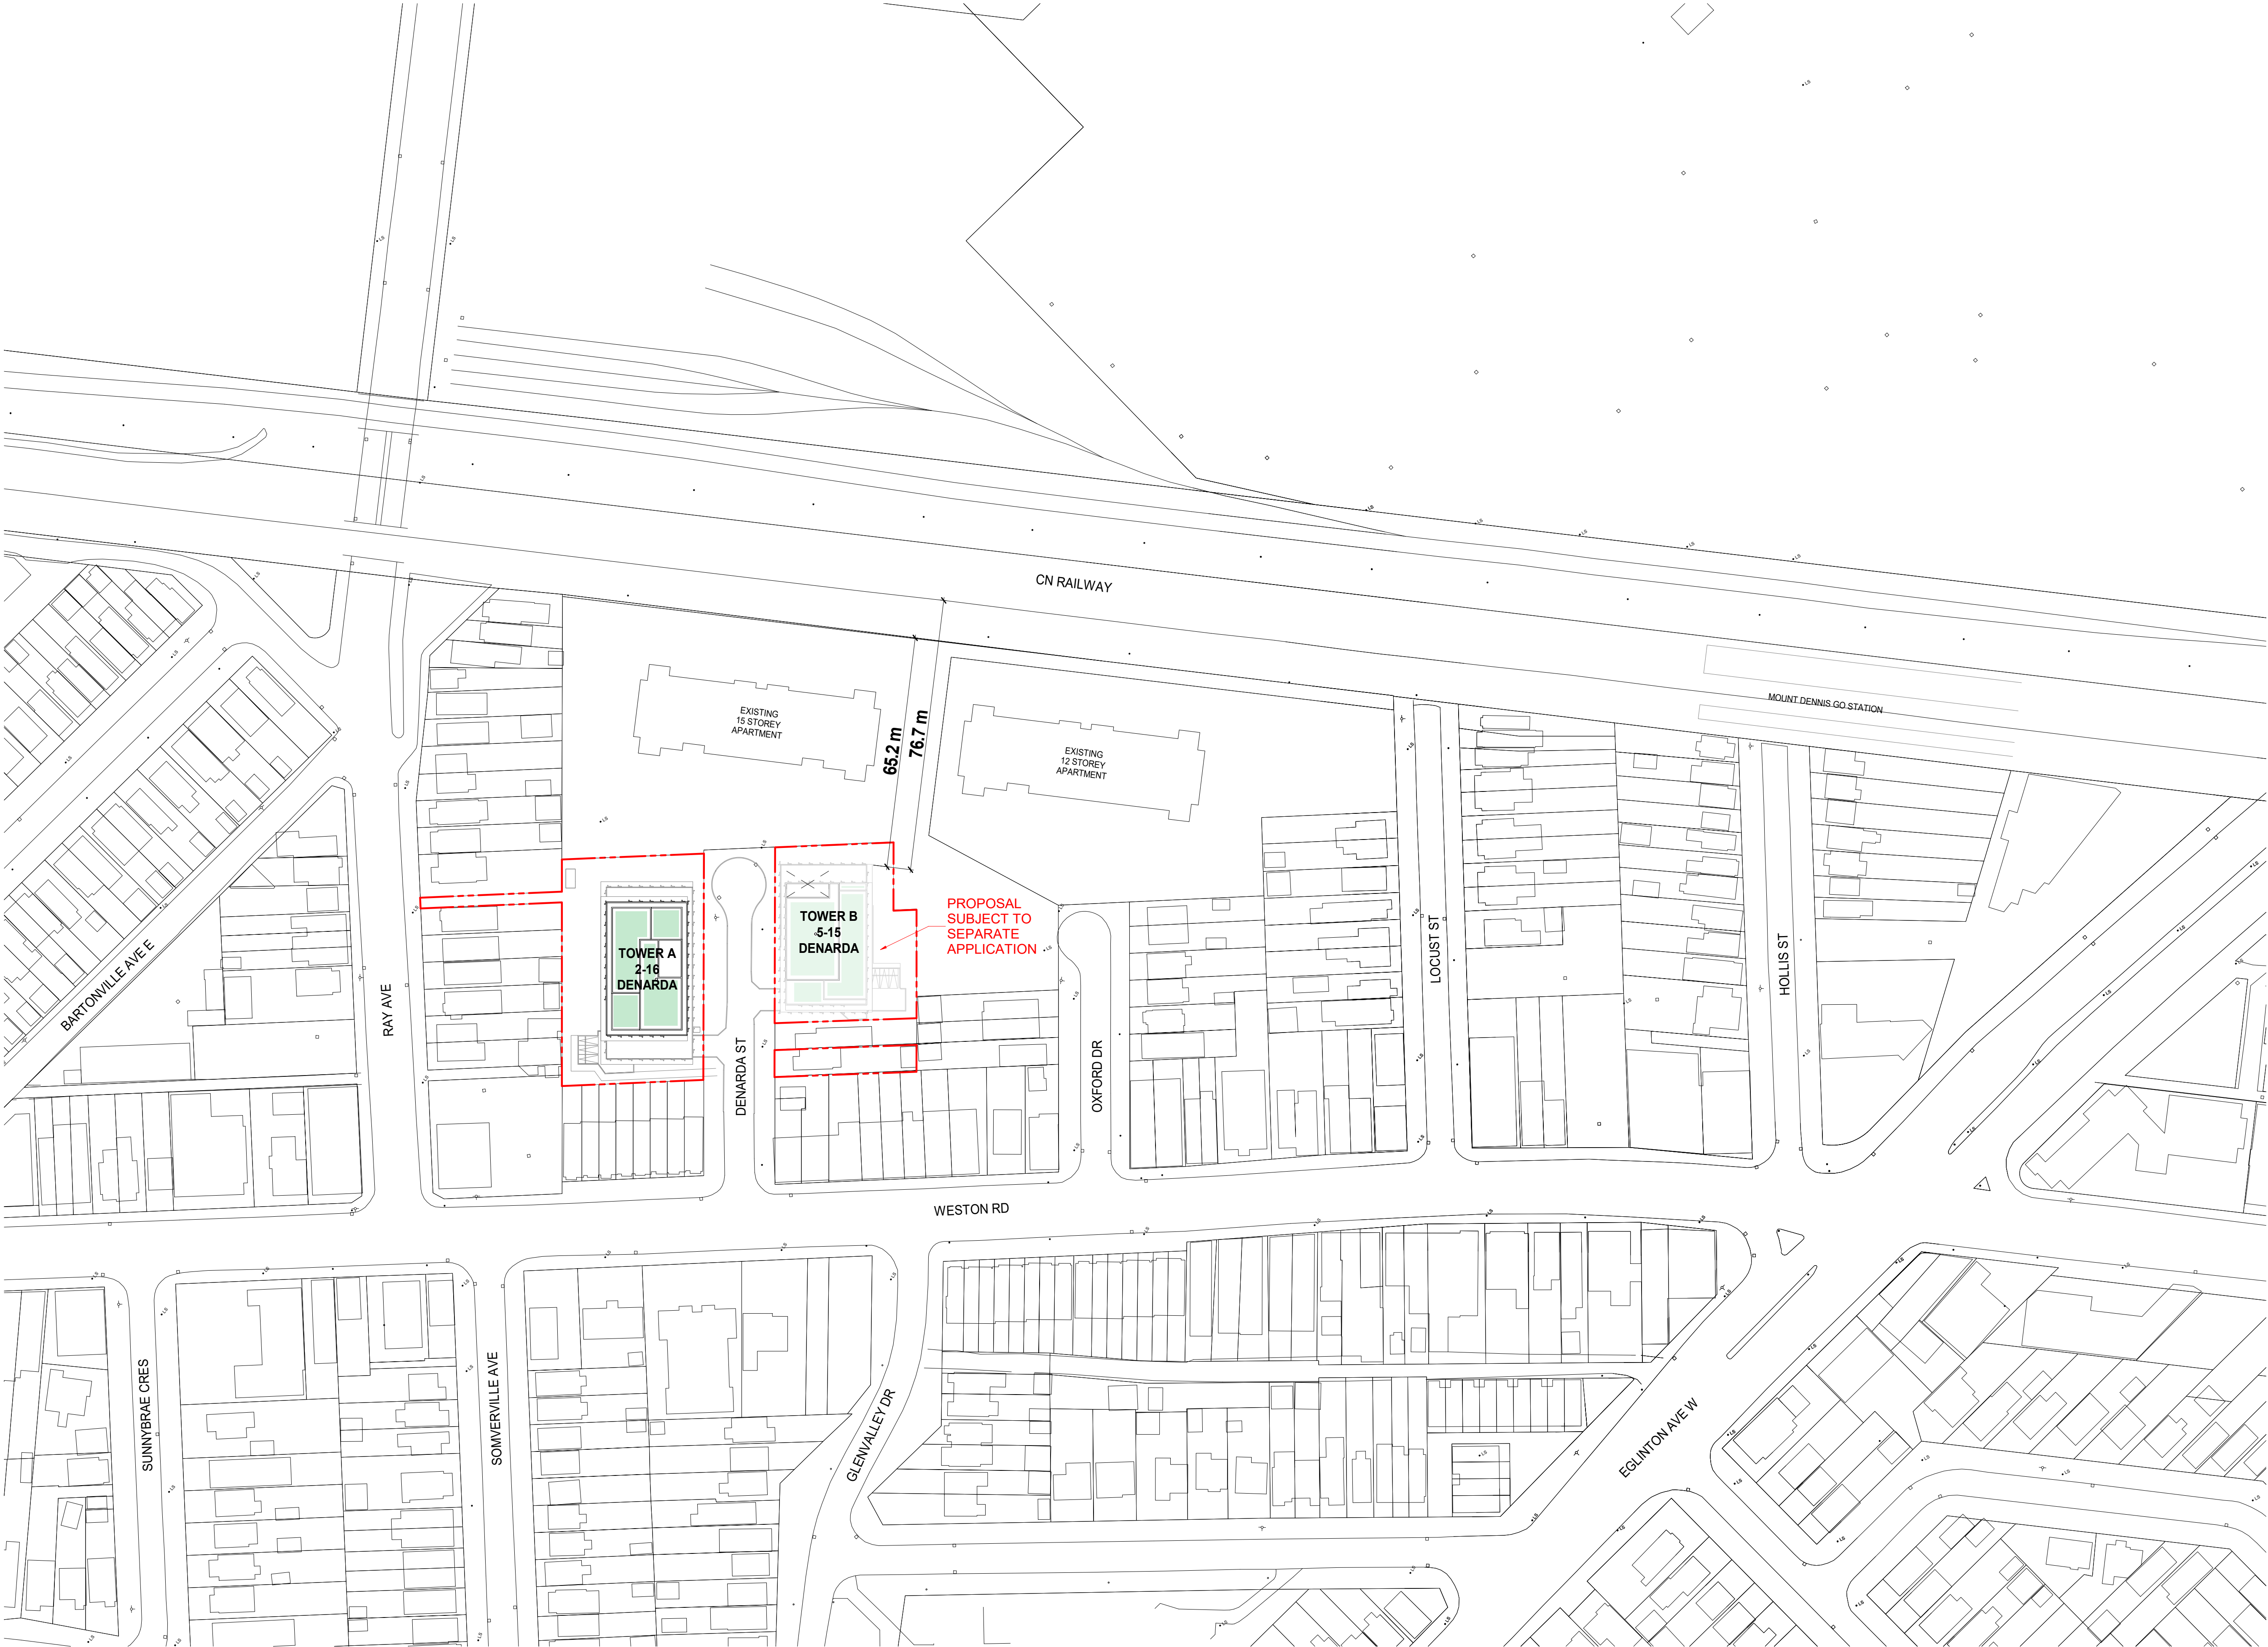 CN RAILWAY
MOUNT DENNIS GO STATION
EXISTING
15 STOREY
APARTMENT
65.2 m
76.7 m
EXISTING
12 STOREY
APARTMENT
TOWER A
2-16
DENARDA
TOWER B
5-15
DENARDA
PROPOSAL
SUBJECT TO
SEPARATE
APPLICATION
BARTONVILLE AVE E
RAY AVE
DENARDA ST
OXFORD DR
LOCUST ST
HOLLIS ST
WESTON RD
SUNNYBRAE CRES
SOMVERVILLE AVE
GLENVALLEY DR
EGLINTON AVE W